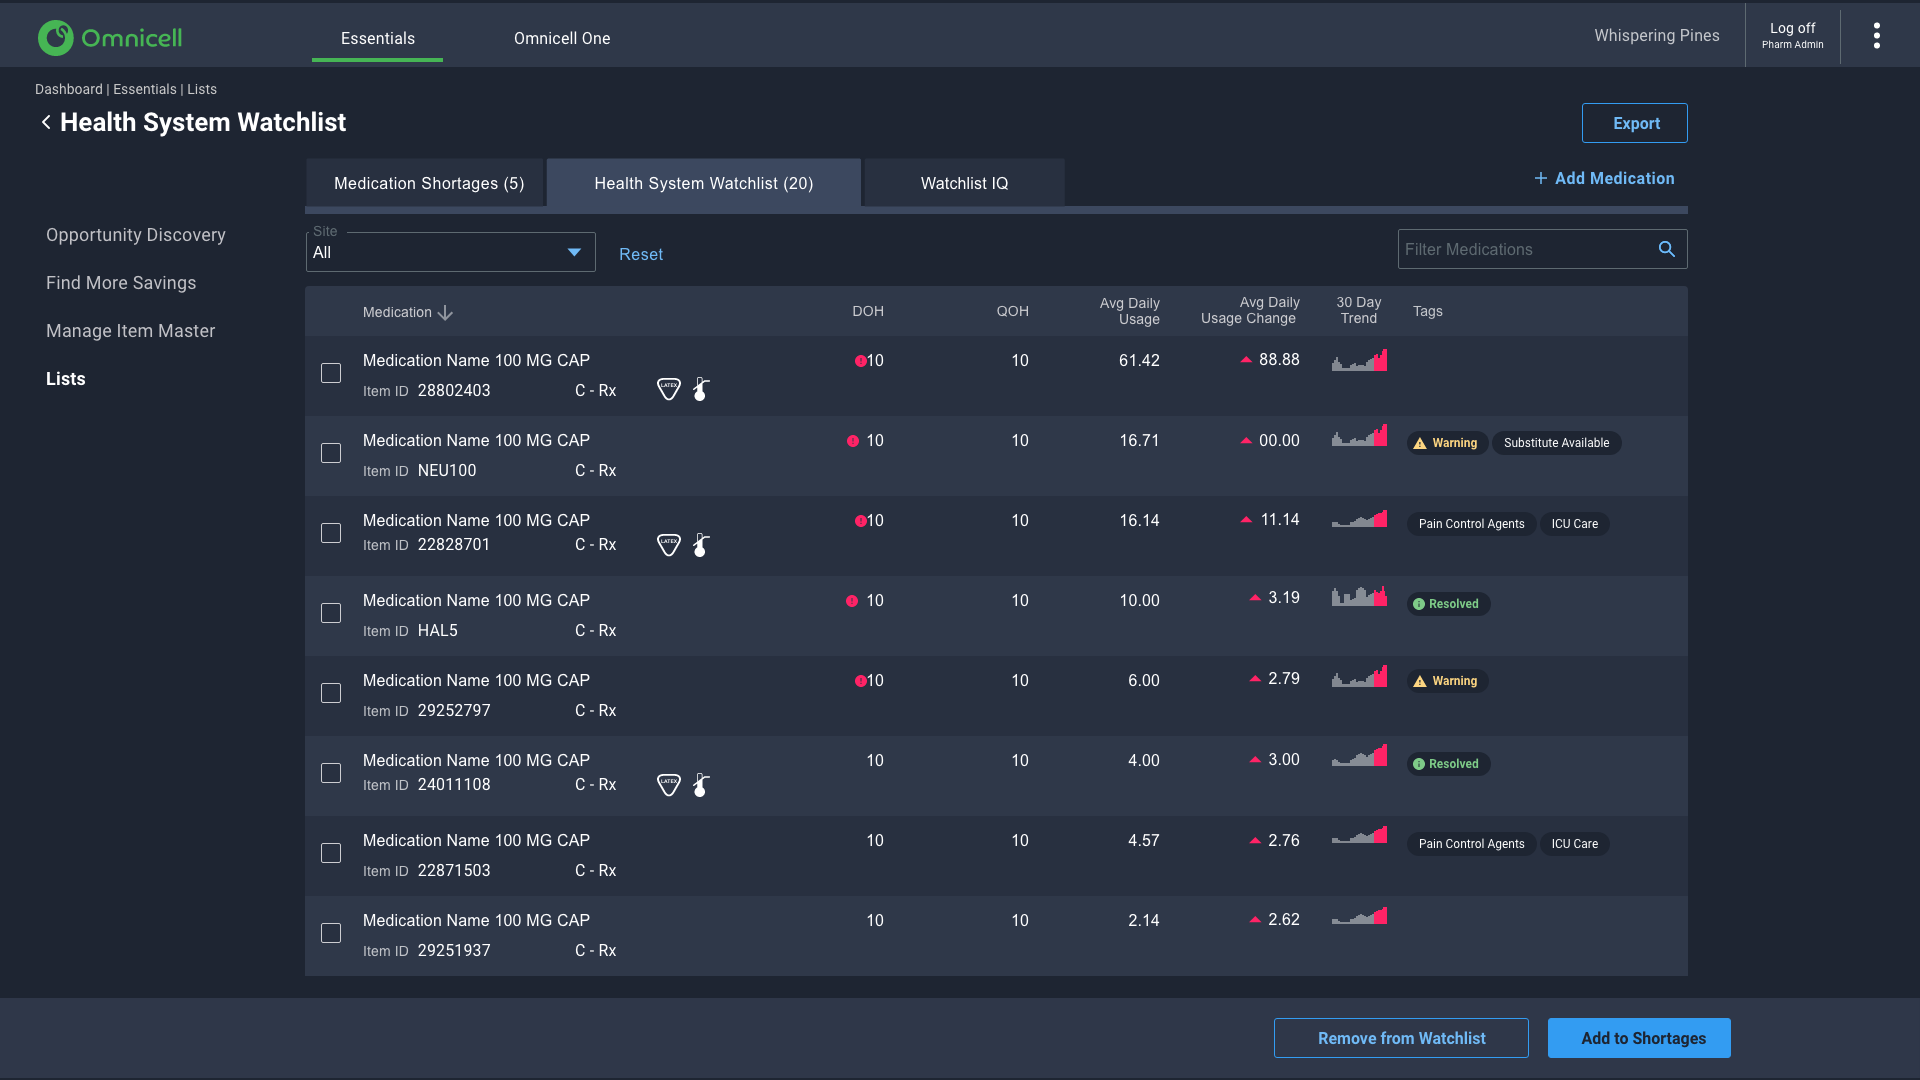 Omnicell
Essentials
Omnicell One
Whispering Pines
Log off
Pharm Admin
Dashboard | Essentials | Lists
Health System Watchlist
Export
Medication Shortages (5)
Health System Watchlist (20)
Watchlist IQ
+ Add Medication
Opportunity Discovery
Find More Savings
Manage Item Master
Lists
Site
All
Reset
Filter Medications
Medication DOH QOH Avg Daily Usage Avg Daily Usage Change 30 Day Trend Tags
Medication Name 100 MG CAP 10 10 61.42 88.88
Item ID 28802403 C - Rx LATEX
Medication Name 100 MG CAP 10 10 16.71 00.00 Warning Substitute Available
Item ID NEU100 C - Rx
Medication Name 100 MG CAP 10 10 16.14 11.14 Pain Control Agents ICU Care
Item ID 22828701 C - Rx LATEX
Medication Name 100 MG CAP 10 10 10.00 3.19 Resolved
Item ID HAL5 C - Rx
Medication Name 100 MG CAP 10 10 6.00 2.79 Warning
Item ID 29252797 C - Rx
Medication Name 100 MG CAP 10 10 4.00 3.00 Resolved
Item ID 24011108 C - Rx LATEX
Medication Name 100 MG CAP 10 10 4.57 2.76 Pain Control Agents ICU Care
Item ID 22871503 C - Rx
Medication Name 100 MG CAP 10 10 2.14 2.62
Item ID 29251937 C - Rx
Remove from Watchlist
Add to Shortages